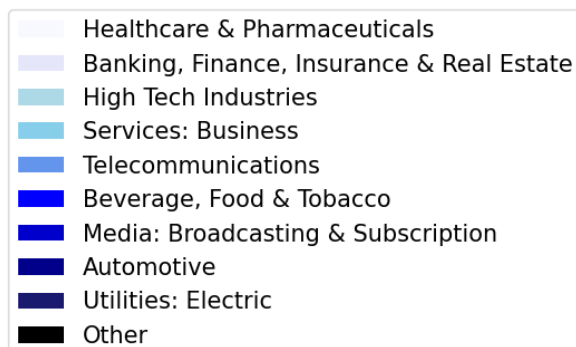 Healthcare & Pharmaceuticals
Banking, Finance, Insurance & Real Estate
High Tech Industries
Services: Business
Telecommunications
Beverage, Food & Tobacco
Media: Broadcasting & Subscription
Automotive
Utilities: Electric
Other